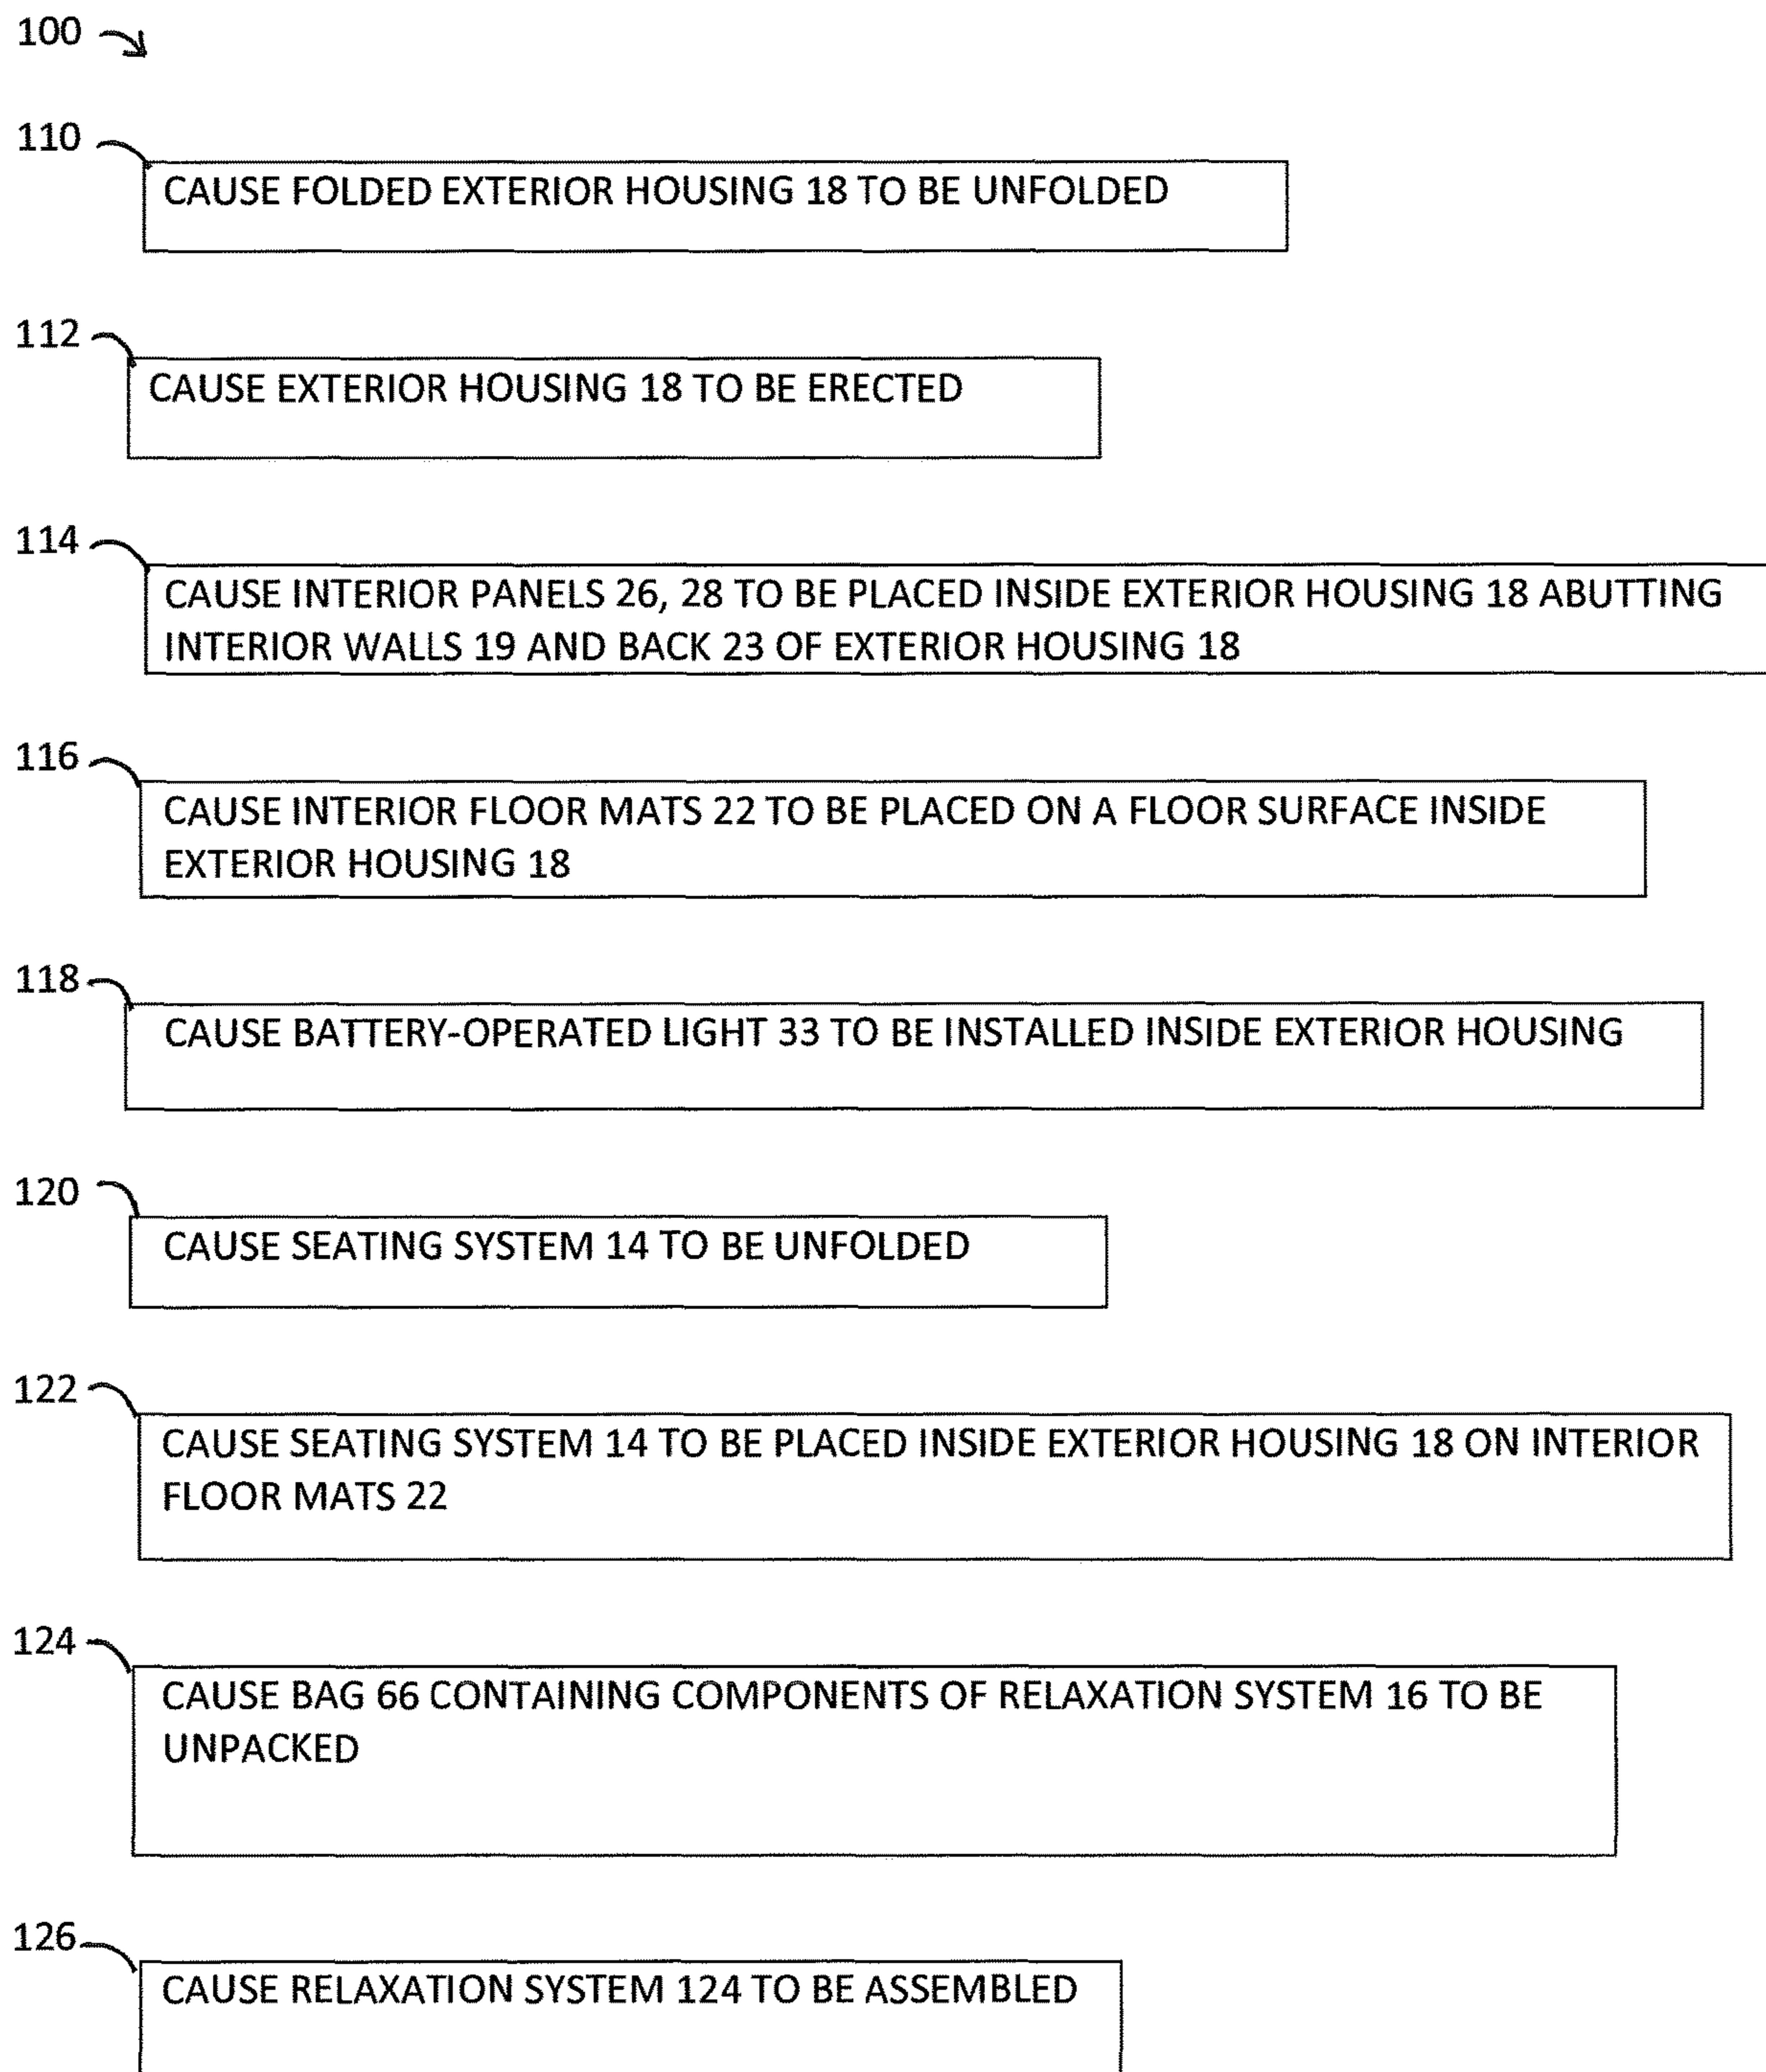 100
110
CAUSE FOLDED EXTERIOR HOUSING 18 TO BE UNFOLDED
112
CAUSE EXTERIOR HOUSING 18 TO BE ERECTED
114
CAUSE INTERIOR PANELS 26, 28 TO BE PLACED INSIDE EXTERIOR HOUSING 18 ABUTTING
INTERIOR WALLS 19 AND BACK 23 OF EXTERIOR HOUSING 18
116
CAUSE INTERIOR FLOOR MATS 22 TO BE PLACED ON A FLOOR SURFACE INSIDE
EXTERIOR HOUSING 18
118
CAUSE BATTERY-OPERATED LIGHT 33 TO BE INSTALLED INSIDE EXTERIOR HOUSING
120
CAUSE SEATING SYSTEM 14 TO BE UNFOLDED
122
CAUSE SEATING SYSTEM 14 TO BE PLACED INSIDE EXTERIOR HOUSING 18 ON INTERIOR
FLOOR MATS 22
124
CAUSE BAG 66 CONTAINING COMPONENTS OF RELAXATION SYSTEM 16 TO BE
UNPACKED
126
CAUSE RELAXATION SYSTEM 124 TO BE ASSEMBLED